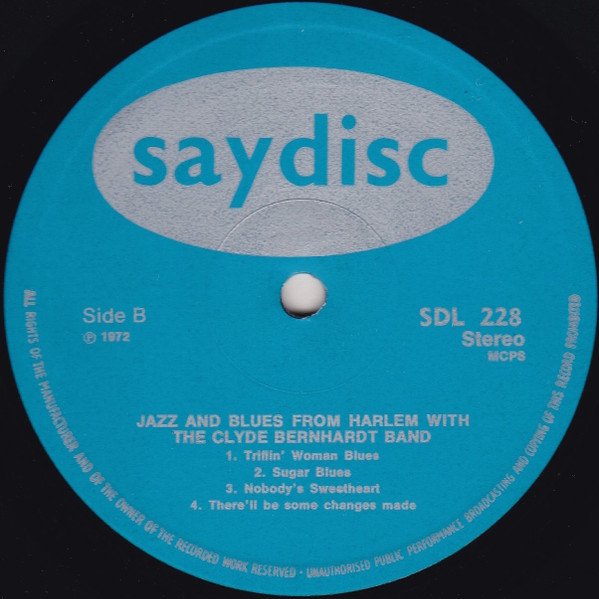 saydisc
Side B
℗ 1972
SDL 228
Stereo
MCPS
JAZZ AND BLUES FROM HARLEM WITH
THE CLYDE BERNHARDT BAND
1. Triflin' Woman Blues
2. Sugar Blues
3. Nobody's Sweetheart
4. There'll be some changes made
ALL RIGHTS OF THE MANUFACTURER AND OF THE OWNER OF THE RECORDED WORK RESERVED - UNAUTHORISED PUBLIC PERFORMANCE BROADCASTING AND COPYING OF THIS RECORD PROHIBITED